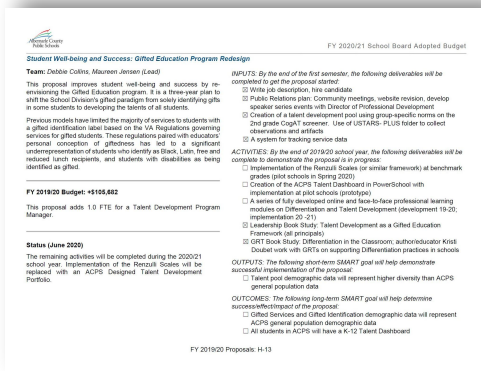 Albemarle County
Public Schools
FY 2020/21 School Board Adopted Budget
Student Well-being and Success: Gifted Education Program Redesign
Team: Debbie Collins, Maureen Jensen (Lead)
This proposal improves student well-being and success by re-
envisioning the Gifted Education program. It is a three-year plan to
shift the School Division's gifted paradigm from solely identifying gifts
in some students to developing the talents of all students.
Previous models have limited the majority of services to students with
a gifted identification label based on the VA Regulations governing
services for gifted students. These regulations paired with educators'
personal conception of giftedness has led to a significant
underrepresentation of students who identify as Black, Latin, free and
reduced lunch recipients, and students with disabilities as being
identified as gifted.
FY 2019/20 Budget: +$105,682
This proposal adds 1.0 FTE for a Talent Development Program
Manager.
Status (June 2020)
The remaining activities will be completed during the 2020/21
school year. Implementation of the Renzulli Scales will be
replaced with an ACPS Designed Talent Development
Portfolio.
INPUTS: By the end of the first semester, the following deliverables will be
completed to get the proposal started:
☒ Write job description, hire candidate
☒ Public Relations plan: Community meetings, website revision, develop
speaker series events with Director of Professional Development
☒ Creation of a talent development pool using group-specific norms on the
2nd grade CogAT screener. Use of USTARS- PLUS folder to collect
observations and artifacts
☒ A system for tracking service data
ACTIVITIES: By the end of 2019/20 school year, the following deliverables will be
complete to demonstrate the proposal is in progress:
☐ Implementation of the Renzulli Scales (or similar framework) at benchmark
grades (pilot schools in Spring 2020)
☐ Creation of the ACPS Talent Dashboard in PowerSchool with
implementation at pilot schools (prototype)
☐ A series of fully developed online and face-to-face professional learning
modules on Differentiation and Talent Development (development 19-20;
implementation 20 -21)
☒ Leadership Book Study: Talent Development as a Gifted Education
Framework (all principals)
☒ GRT Book Study: Differentiation in the Classroom; author/educator Kristi
Doubet work with GRTs on supporting Differentiation practices in schools
OUTPUTS: The following short-term SMART goal will help demonstrate
successful implementation of the proposal:
☐ Talent pool demographic data will represent higher diversity than ACPS
general population data
OUTCOMES: The following long-term SMART goal will help determine
success/effect/impact of the proposal:
☐ Gifted Services and Gifted Identification demographic data will represent
ACPS general population demographic data
☐ All students in ACPS will have a K-12 Talent Dashboard
FY 2019/20 Proposals: H-13